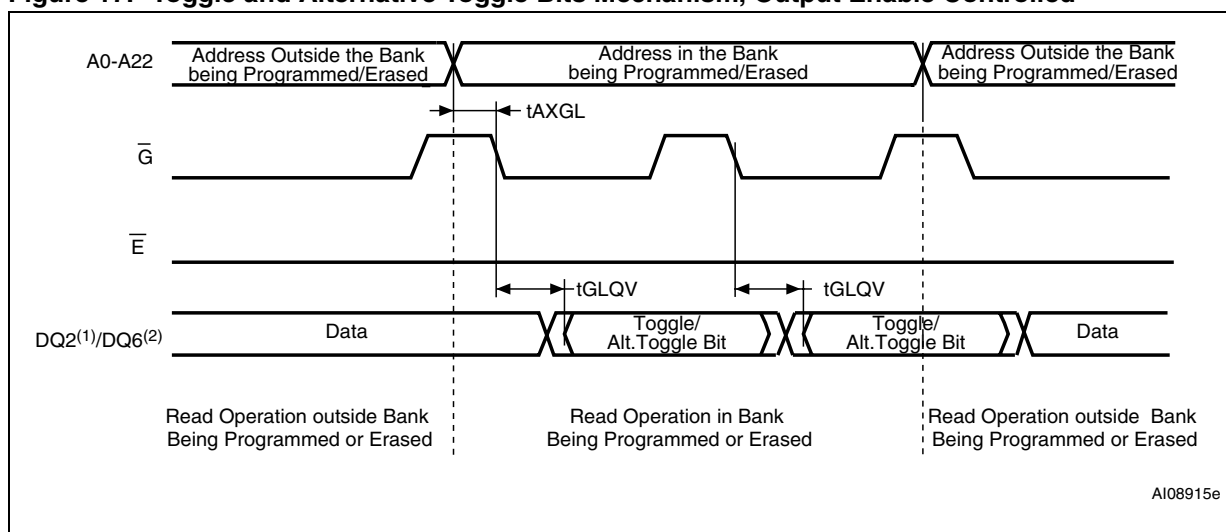 Figure 17. Toggle and Alternative Toggle Bits Mechanism, Output Enable Controlled
A0-A22
Address Outside the Bank
being Programmed/Erased
Address in the Bank
being Programmed/Erased
Address Outside the Bank
being Programmed/Erased
tAXGL
G
E
tGLQV
tGLQV
DQ2(1)/DQ6(2)
Data
Toggle/
Alt.Toggle Bit
Toggle/
Alt.Toggle Bit
Data
Read Operation outside Bank
Being Programmed or Erased
Read Operation in Bank
Being Programmed or Erased
Read Operation outside Bank
Being Programmed or Erased
AI08915e